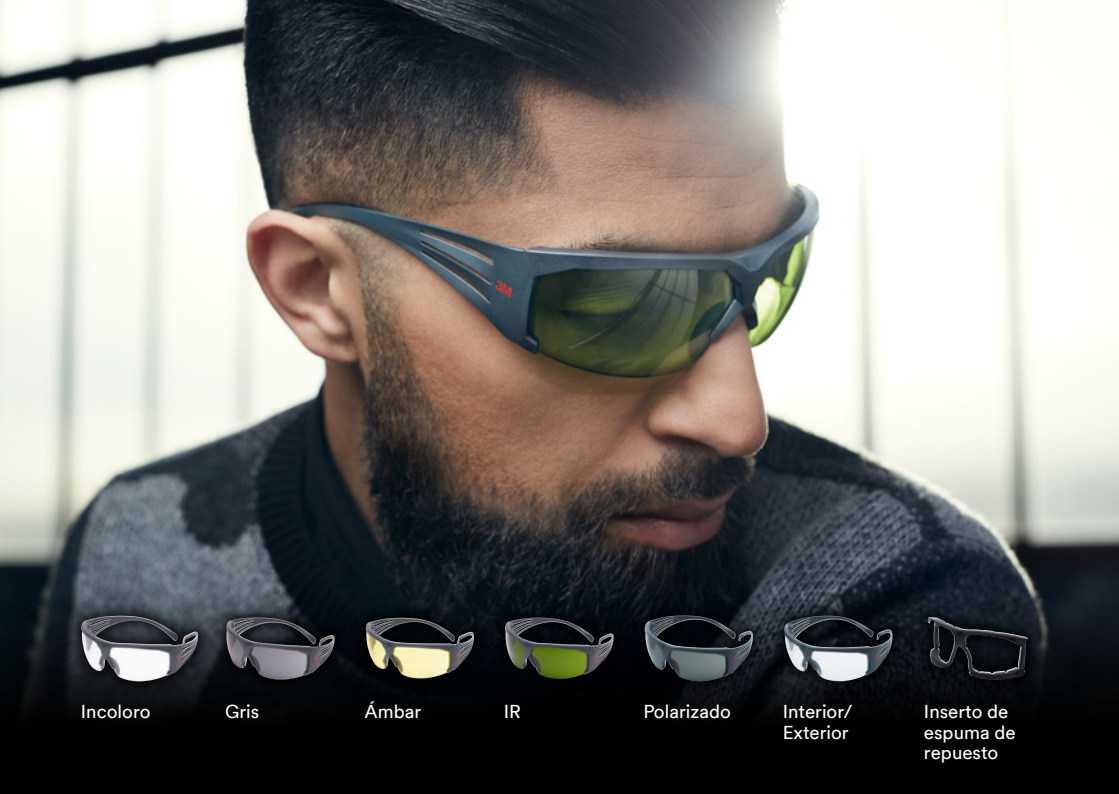 3M
Incoloro
Gris
Ámbar
IR
Polarizado
Interior/
Exterior
Inserto de
espuma de
repuesto